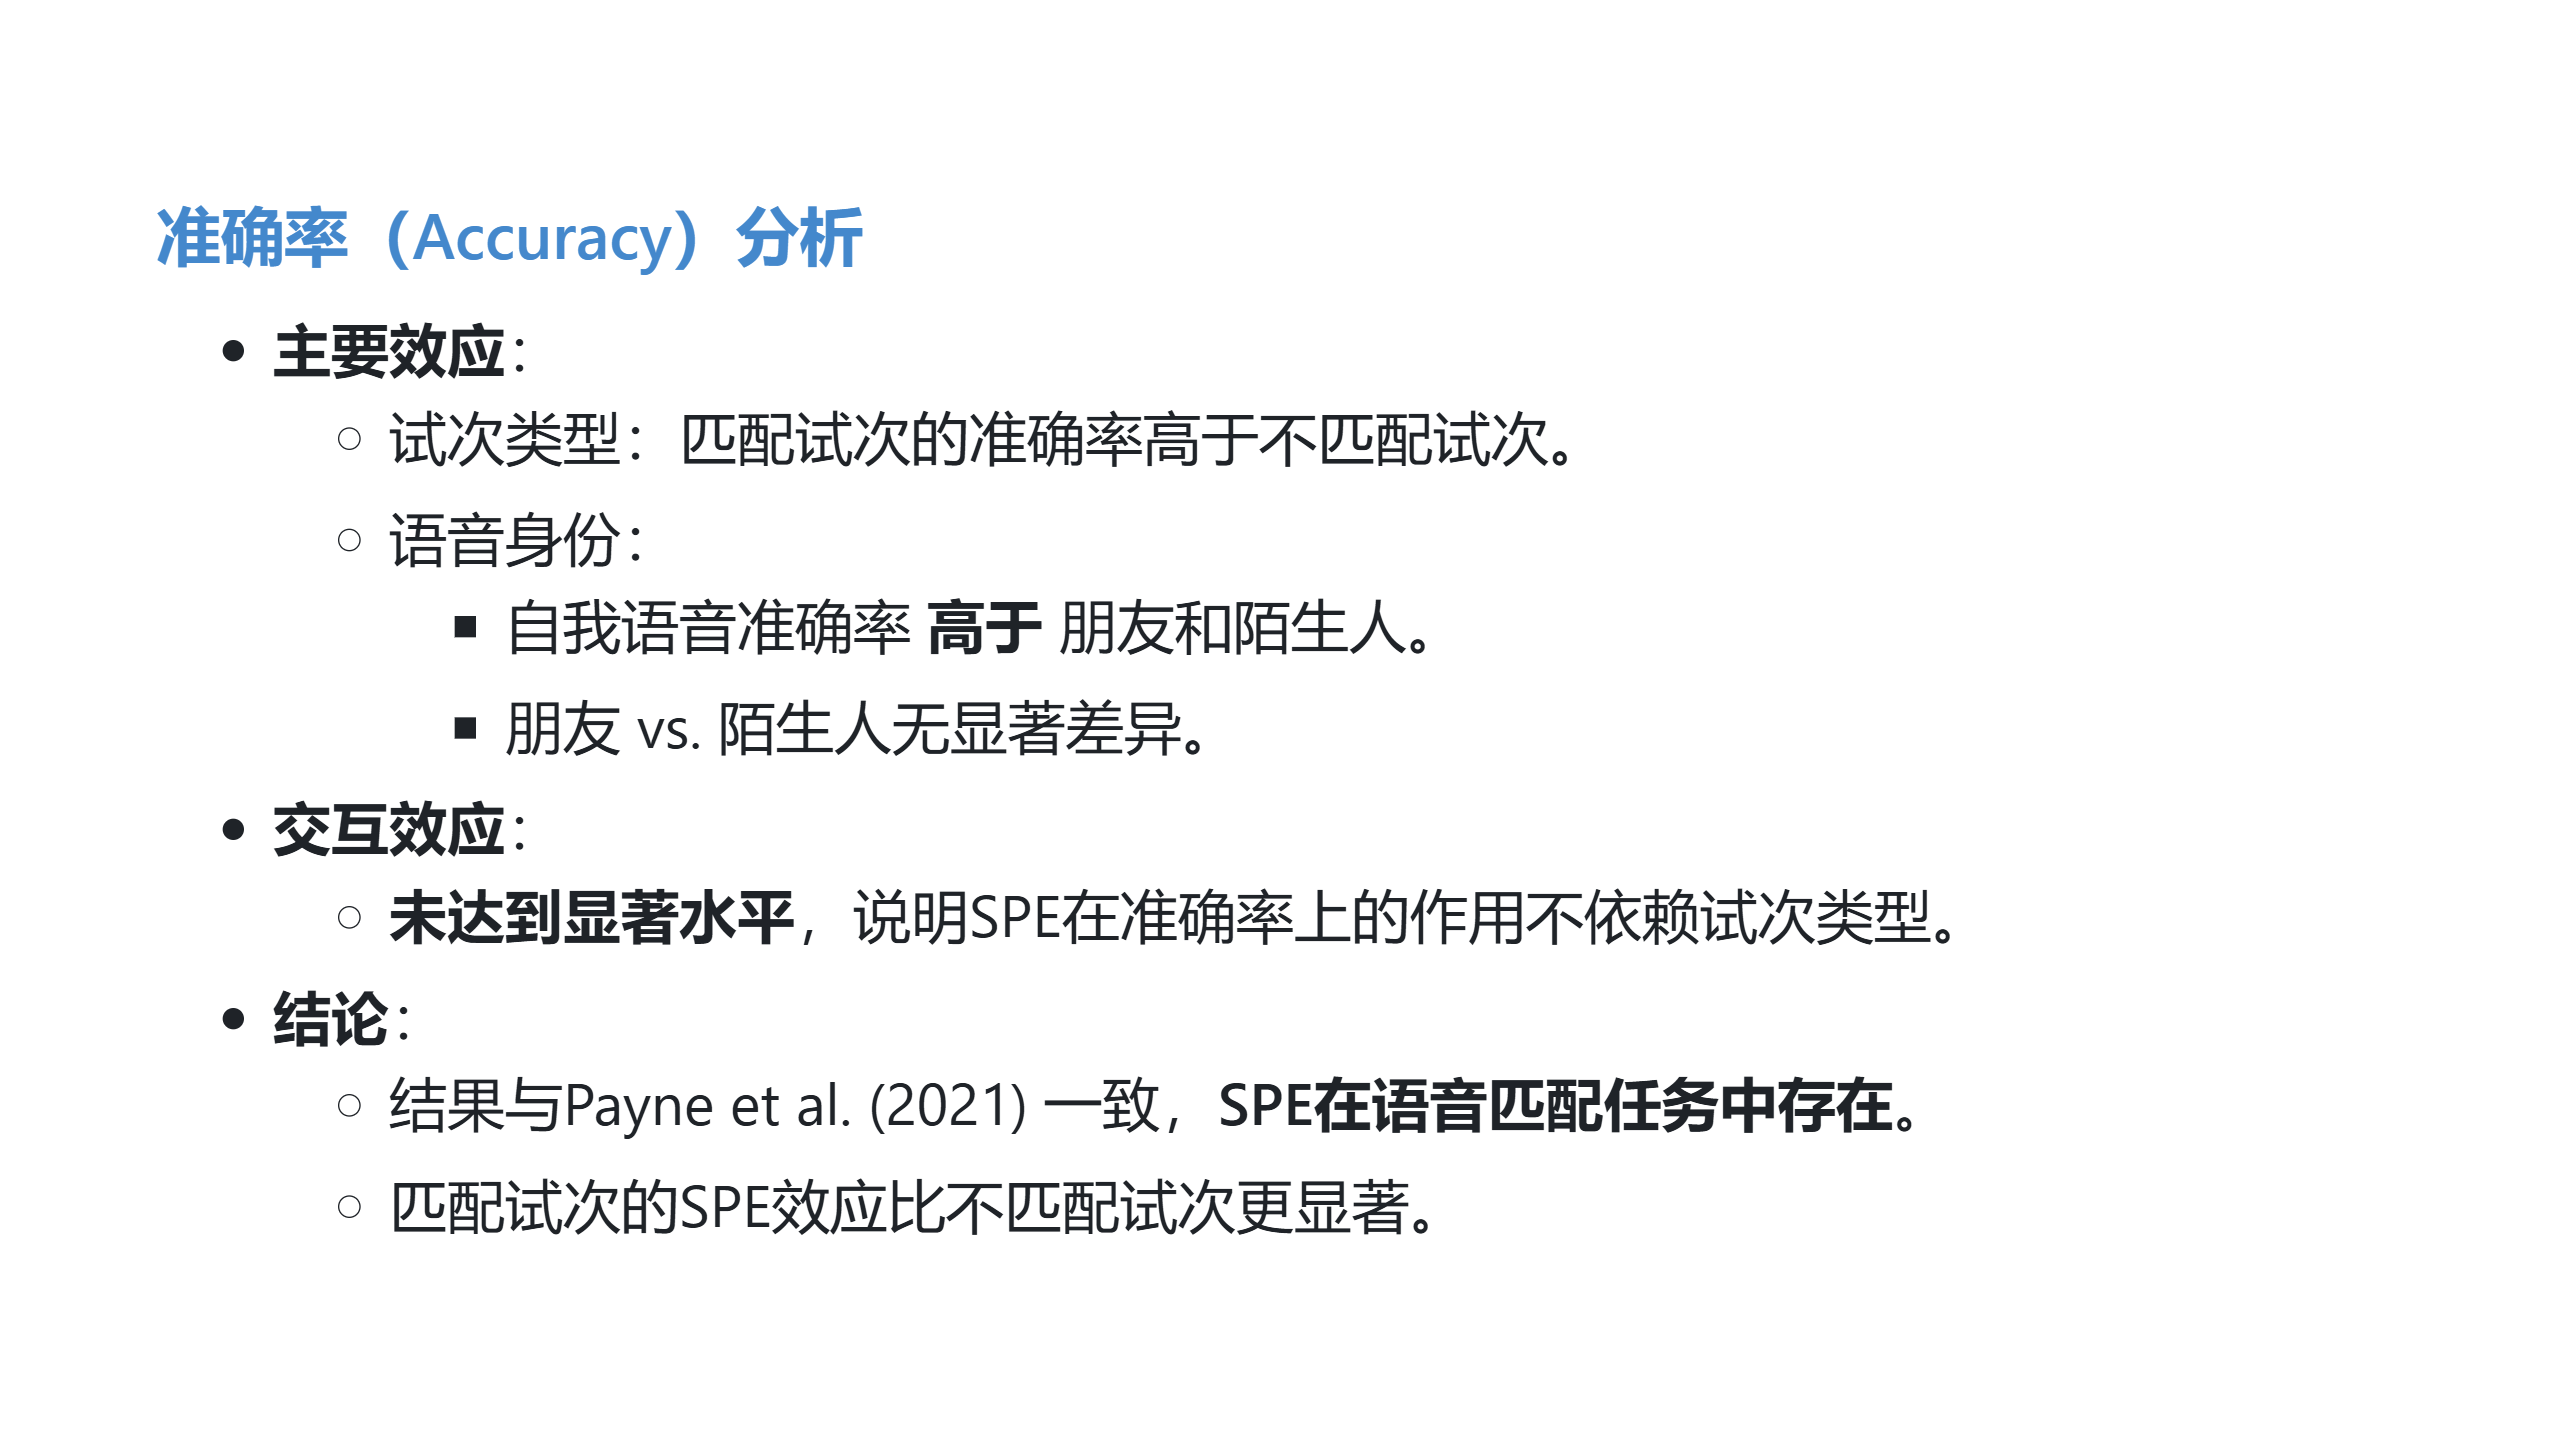 准确率（Accuracy）分析
主要效应：
试次类型：匹配试次的准确率高于不匹配试次。
语音身份：
自我语音准确率 高于 朋友和陌生人。
朋友 vs. 陌生人无显著差异。
交互效应：
未达到显著水平，说明SPE在准确率上的作用不依赖试次类型。
结论：
结果与Payne et al. (2021) 一致，SPE在语音匹配任务中存在。
匹配试次的SPE效应比不匹配试次更显著。